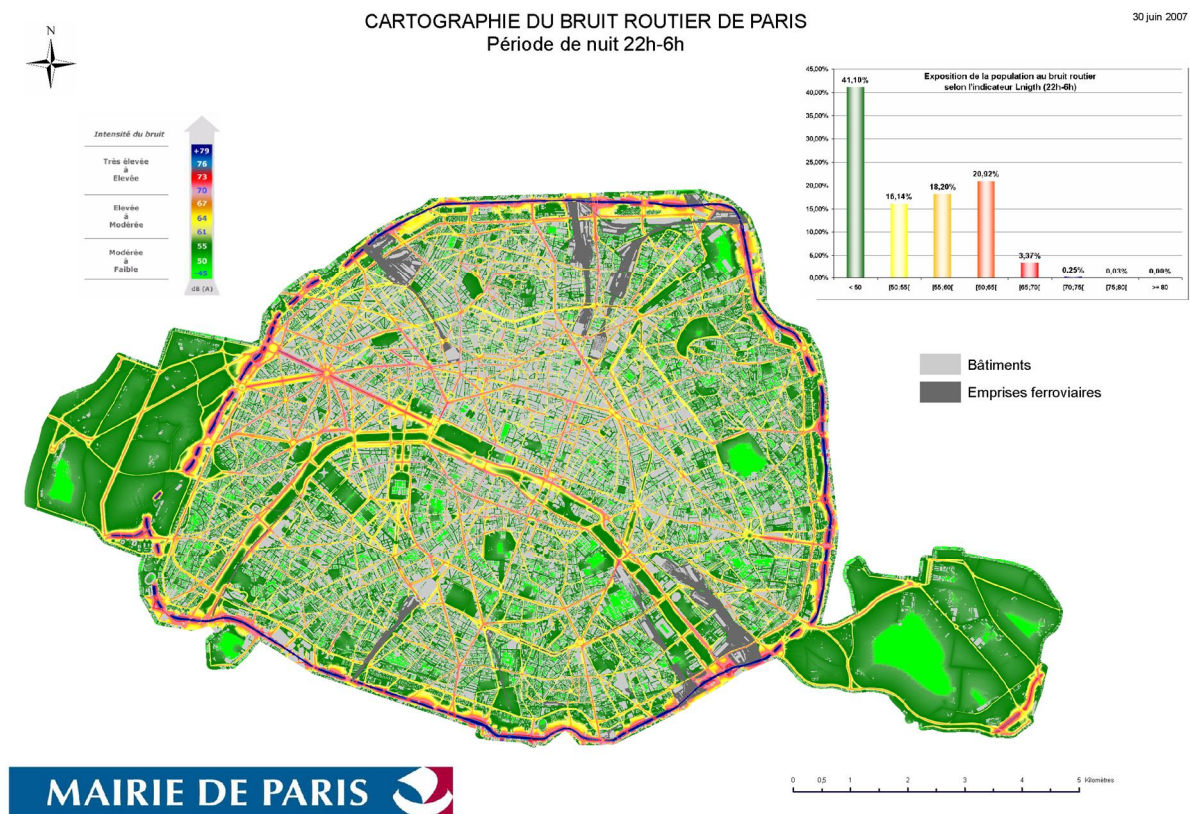 CARTOGRAPHIE DU BRUIT ROUTIER DE PARIS
Période de nuit 22h-6h
30 juin 2007
N
Exposition de la population au bruit routier
selon l'indicateur Lnigth (22h-6h)
45,00%
40,00%
35,00%
30,00%
25,00%
20,00%
15,00%
10,00%
5,00%
0,00%
41,10%
16,14%
18,20%
20,92%
3,37%
0,25%
0,03%
0,00%
< 50
[50;55[
[55;60[
[60;65[
[65;70[
[70;75[
[75;80[
>= 80
Intensité du bruit
Très élevée
à
Elevée
Elevée
à
Modérée
Modérée
à
Faible
+79
76
73
70
67
64
61
55
50
-45
dB (A)
Bâtiments
Emprises ferroviaires
MAIRIE DE PARIS
0 0,5 1 2 3 4 5 Kilomètres